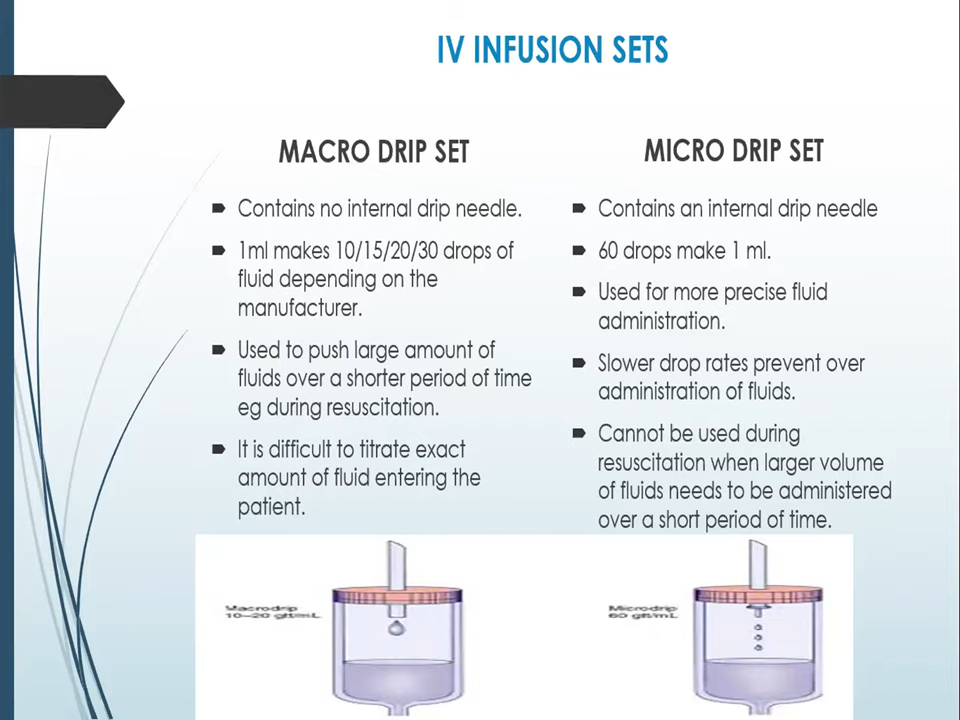 IV INFUSION SETS
MACRO DRIP SET
Contains no internal drip needle.
1ml makes 10/15/20/30 drops of
fluid depending on the
manufacturer.
Used to push large amount of
fluids over a shorter period of time
eg during resuscitation.
It is difficult to titrate exact
amount of fluid entering the
patient.
MICRO DRIP SET
Contains an internal drip needle
60 drops make 1 ml.
Used for more precise fluid
administration.
Slower drop rates prevent over
administration of fluids.
Cannot be used during
resuscitation when larger volume
of fluids needs to be administered
over a short period of time.
Macrodrip
10–20 gtt/mL
Microdrip
60 gtt/mL